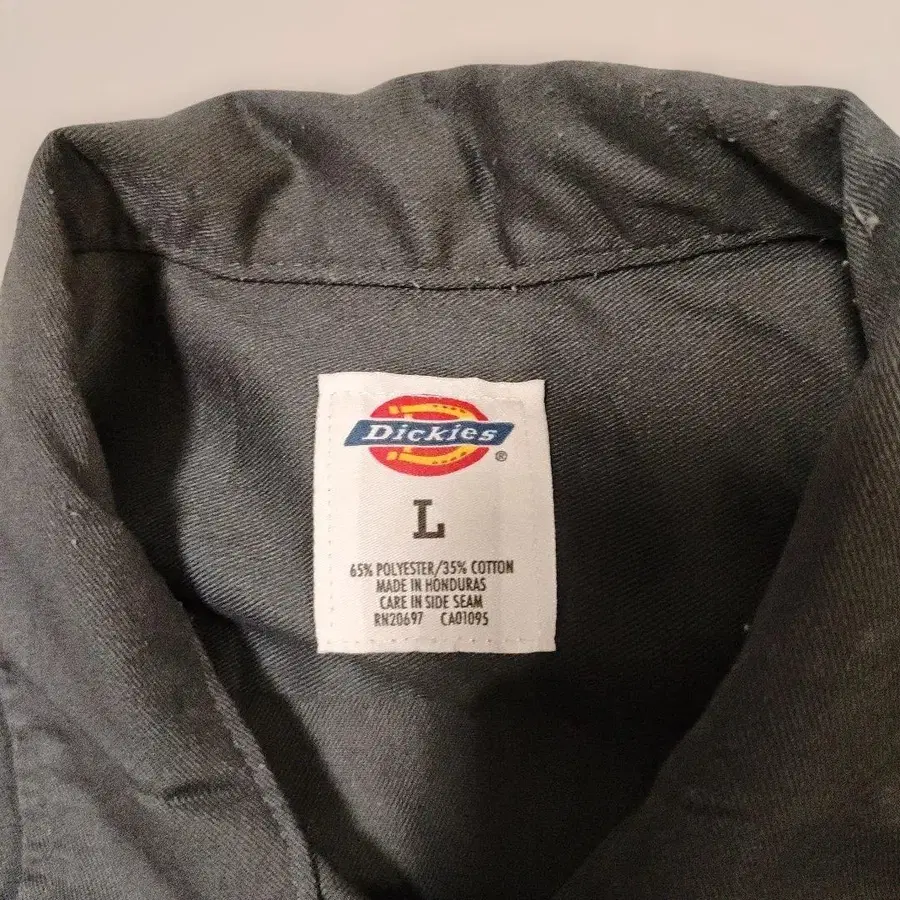 Dickies
®
L
65% POLYESTER/35% COTTON
MADE IN HONDURAS
CARE IN SIDE SEAM
RN20697 CA01095